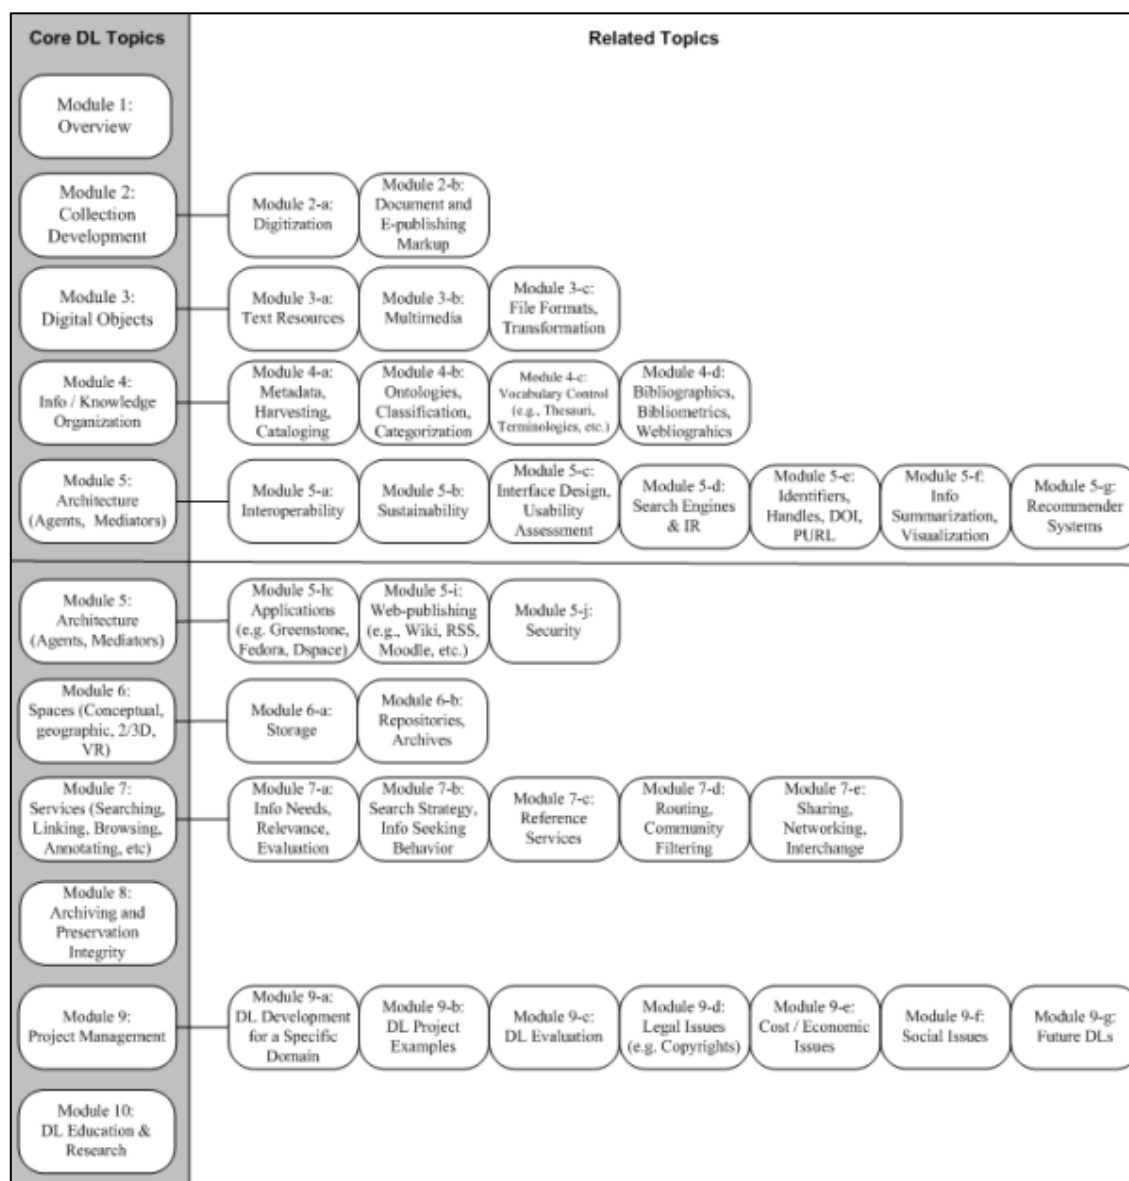 Core DL Topics
Related Topics
Module 1:
Overview
Module 2:
Collection
Development
Module 2-a:
Digitization
Module 2-b:
Document and
E-publishing
Markup
Module 3:
Digital Objects
Module 3-a:
Text Resources
Module 3-b:
Multimedia
Module 3-c:
File Formats,
Transformation
Module 4:
Info / Knowledge
Organization
Module 4-a:
Metadata,
Harvesting,
Cataloging
Module 4-b:
Ontologies,
Classification,
Categorization
Module 4-c:
Vocabulary Control
(e.g., Thesauri,
Terminologies, etc.)
Module 4-d:
Bibliographics,
Bibliometrics,
Webliograhics
Module 5:
Architecture
(Agents, Mediators)
Module 5-a:
Interoperability
Module 5-b:
Sustainability
Module 5-c:
Interface Design,
Usability
Assessment
Module 5-d:
Search Engines
& IR
Module 5-e:
Identifiers,
Handles, DOI,
PURL
Module 5-f:
Info
Summarization,
Visualization
Module 5-g:
Recommender
Systems
Module 5:
Architecture
(Agents, Mediators)
Module 5-h:
Applications
(e.g. Greenstone,
Fedora, Dspace)
Module 5-i:
Web-publishing
(e.g., Wiki, RSS,
Moodle, etc.)
Module 5-j:
Security
Module 6:
Spaces (Conceptual,
geographic, 2/3D,
VR)
Module 6-a:
Storage
Module 6-b:
Repositories,
Archives
Module 7:
Services (Searching,
Linking, Browsing,
Annotating, etc)
Module 7-a:
Info Needs,
Relevance,
Evaluation
Module 7-b:
Search Strategy,
Info Seeking
Behavior
Module 7-c:
Reference
Services
Module 7-d:
Routing,
Community
Filtering
Module 7-e:
Sharing,
Networking,
Interchange
Module 8:
Archiving and
Preservation
Integrity
Module 9:
Project Management
Module 9-a:
DL Development
for a Specific
Domain
Module 9-b:
DL Project
Examples
Module 9-c:
DL Evaluation
Module 9-d:
Legal Issues
(e.g. Copyrights)
Module 9-e:
Cost / Economic
Issues
Module 9-f:
Social Issues
Module 9-g:
Future DLs
Module 10:
DL Education &
Research